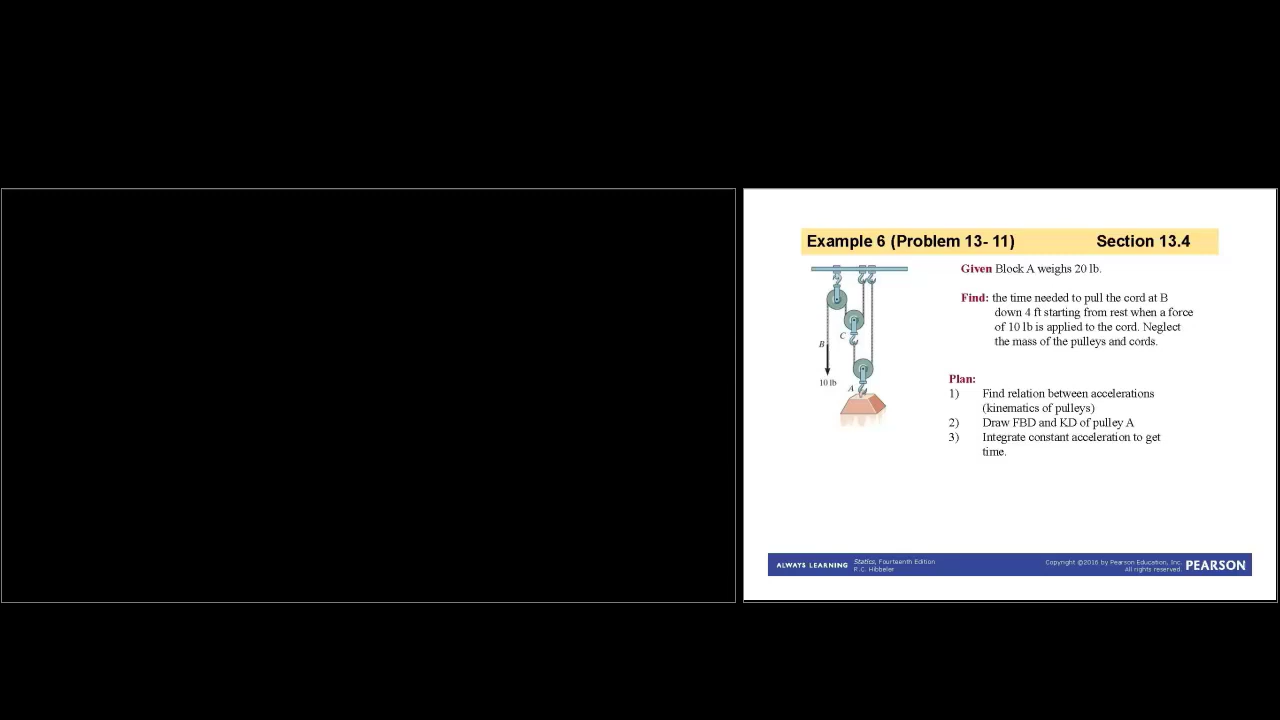 Example 6 (Problem 13- 11) Section 13.4
Given Block A weighs 20 lb.
Find: the time needed to pull the cord at B
down 4 ft starting from rest when a force
of 10 lb is applied to the cord. Neglect
the mass of the pulleys and cords.
C
B
10 lb
A
Plan:
1) Find relation between accelerations
(kinematics of pulleys)
2) Draw FBD and KD of pulley A
3) Integrate constant acceleration to get
time.
ALWAYS LEARNING
Statics, Fourteenth Edition
R.C. Hibbeler
Copyright ©2016 by Pearson Education, Inc.
All rights reserved.
PEARSON